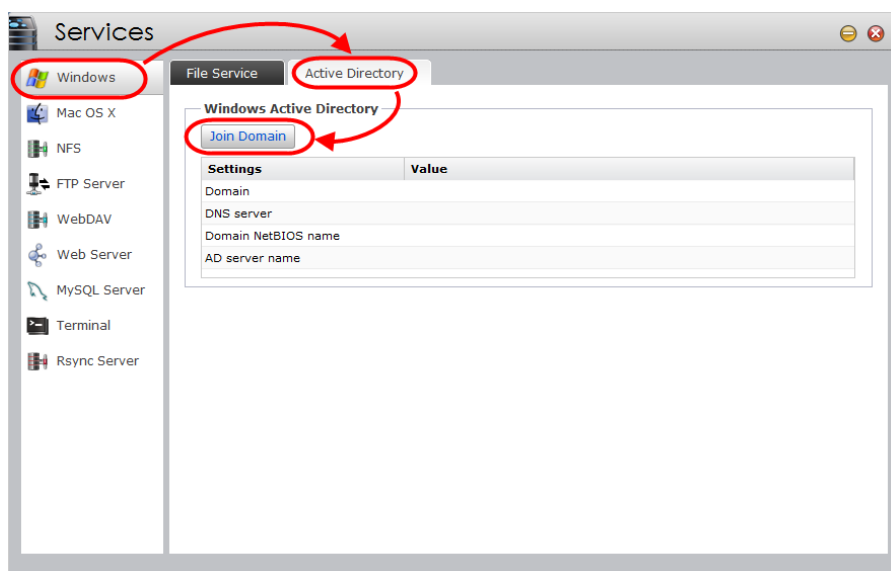 Services
Windows
Mac OS X
NFS
FTP Server
WebDAV
Web Server
MySQL Server
Terminal
Rsync Server
File Service
Active Directory
Windows Active Directory
Join Domain
Settings Value
Domain
DNS server
Domain NetBIOS name
AD server name